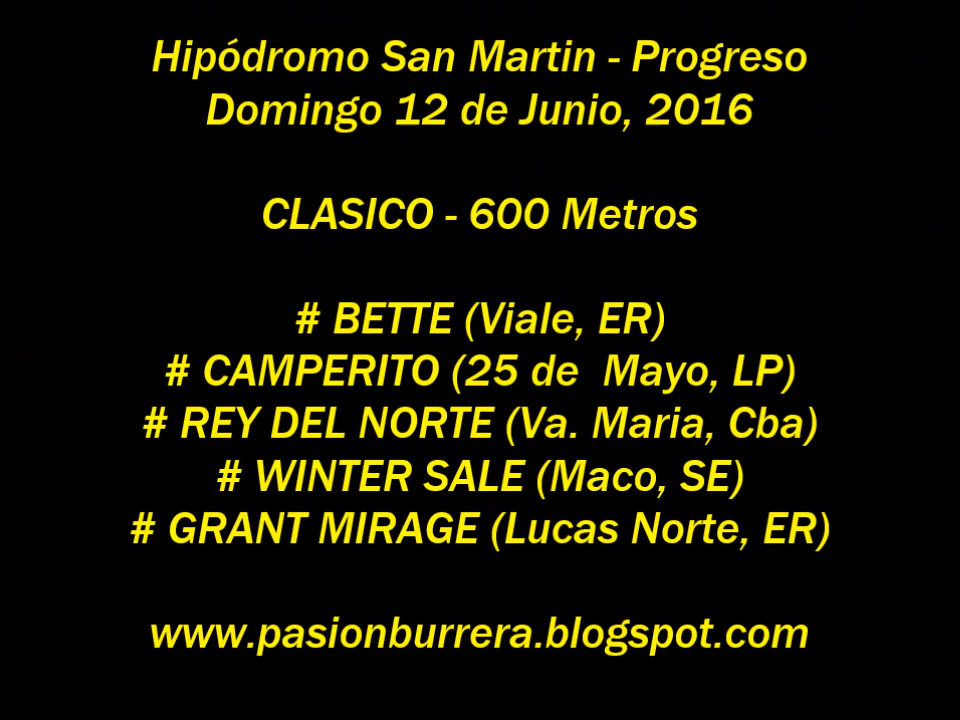 Hipódromo San Martin - Progreso
Domingo 12 de Junio, 2016
CLASICO - 600 Metros
# BETTE (Viale, ER)
# CAMPERITO (25 de  Mayo, LP)
# REY DEL NORTE (Va. Maria, Cba)
# WINTER SALE (Maco, SE)
# GRANT MIRAGE (Lucas Norte, ER)
www.pasionburrera.blogspot.com